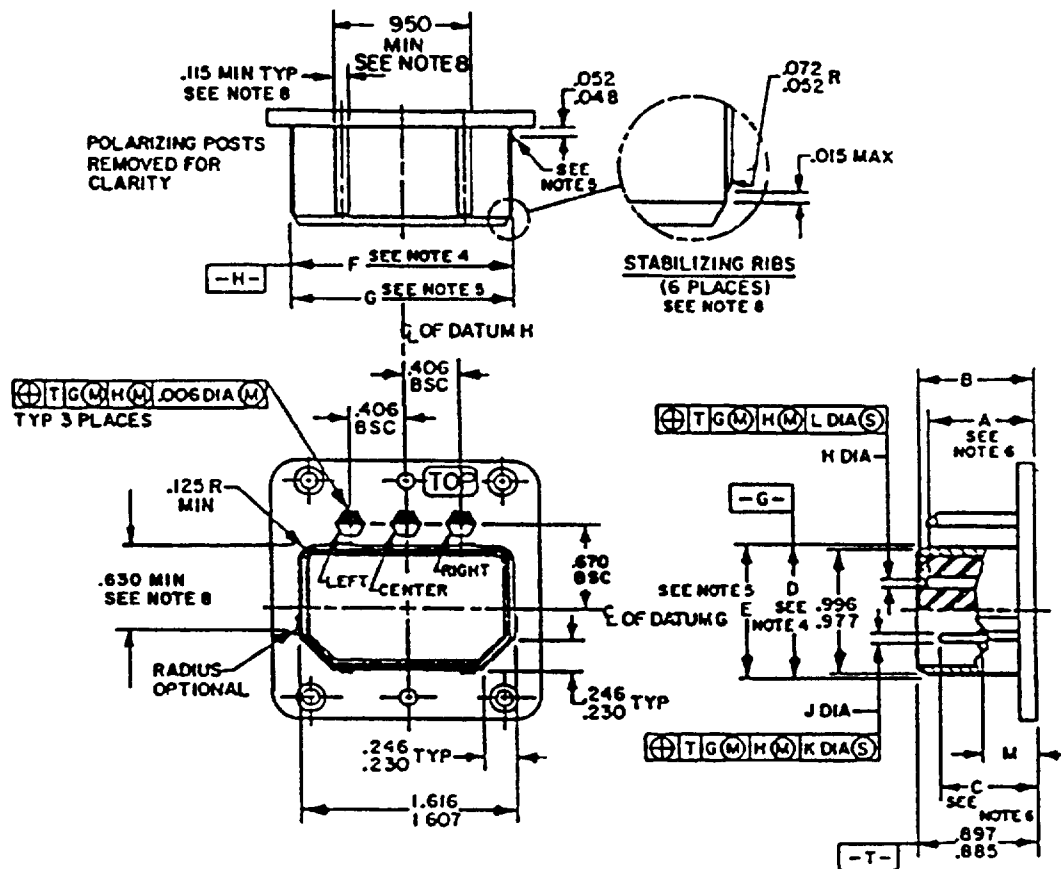 .950
MIN
SEE NOTE 8
.115 MIN TYP
SEE NOTE 8
.052
.048
.072
.052 R
POLARIZING POSTS
REMOVED FOR
CLARITY
SEE
NOTE 5
.015 MAX
F SEE NOTE 4
-H-
G SEE NOTE 5
STABILIZING RIBS
(6 PLACES)
SEE NOTE 8
℄ OF DATUM H
.406
BSC
⌖ T G Ⓜ H Ⓜ .006 DIA Ⓜ
TYP 3 PLACES
.406
BSC
B
⌖ T G Ⓜ H Ⓜ L DIA Ⓢ
A
SEE
NOTE 6
H DIA
TOP
.125 R
MIN
-G-
LEFT
CENTER
RIGHT
.670
BSC
.630 MIN
SEE NOTE 8
SEE NOTE 5
E
D
SEE
NOTE 4
.996
.977
℄ OF DATUM G
RADIUS
OPTIONAL
.246
.230 TYP
J DIA
.246
.230 TYP
⌖ T G Ⓜ H Ⓜ K DIA Ⓢ
M
C
SEE
NOTE 6
1.616
1.607
.897
.885
-T-